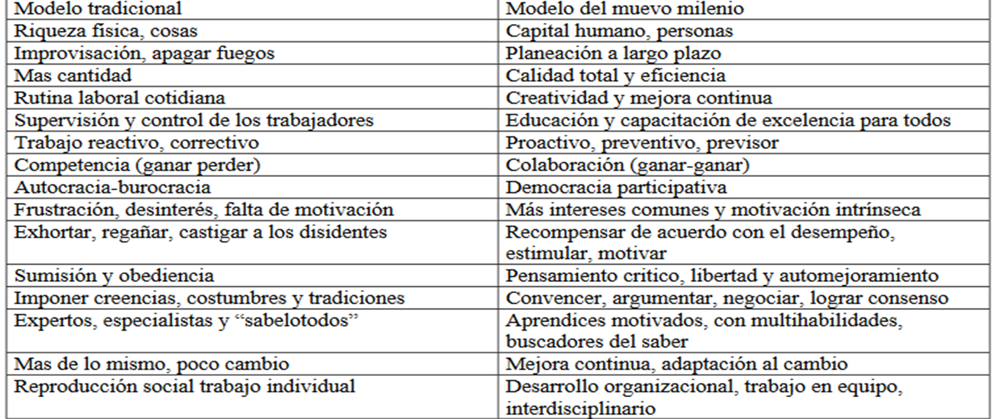 Modelo tradicional
Modelo del muevo milenio
Riqueza física, cosas
Capital humano, personas
Improvisación, apagar fuegos
Planeación a largo plazo
Mas cantidad
Calidad total y eficiencia
Rutina laboral cotidiana
Creatividad y mejora continua
Supervisión y control de los trabajadores
Educación y capacitación de excelencia para todos
Trabajo reactivo, correctivo
Proactivo, preventivo, previsor
Competencia (ganar perder)
Colaboración (ganar-ganar)
Autocracia-burocracia
Democracia participativa
Frustración, desinterés, falta de motivación
Más intereses comunes y motivación intrínseca
Exhortar, regañar, castigar a los disidentes
Recompensar de acuerdo con el desempeño,
estimular, motivar
Sumisión y obediencia
Pensamiento critico, libertad y automejoramiento
Imponer creencias, costumbres y tradiciones
Convencer, argumentar, negociar, lograr consenso
Expertos, especialistas y “sabelotodos”
Aprendices motivados, con multihabilidades,
buscadores del saber
Mas de lo mismo, poco cambio
Mejora continua, adaptación al cambio
Reproducción social trabajo individual
Desarrollo organizacional, trabajo en equipo,
interdisciplinario